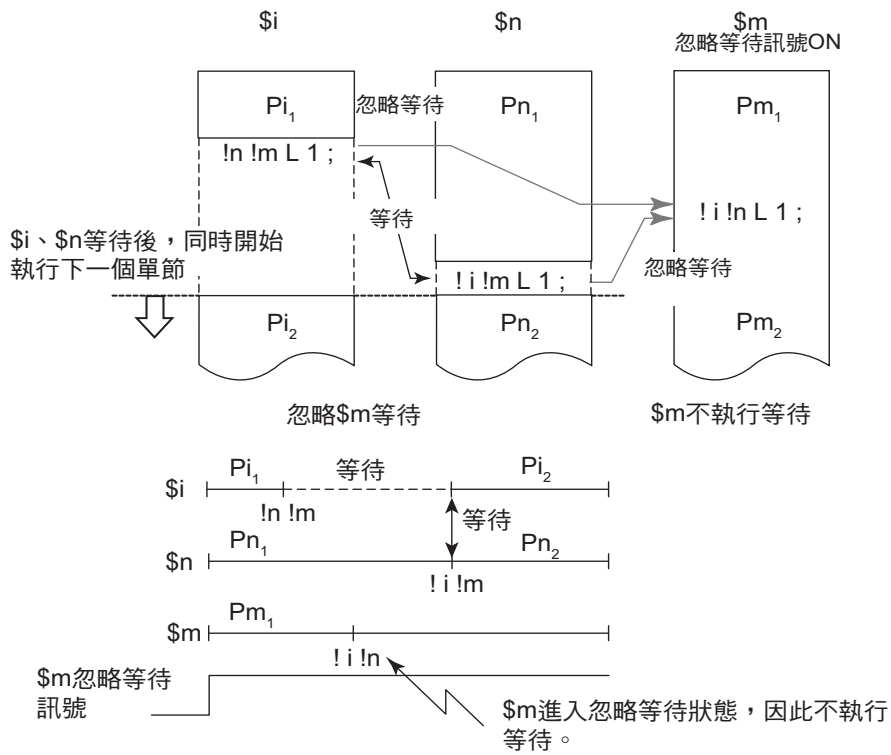 $i
$n
$m
忽略等待訊號ON
Pi1
忽略等待
Pn1
Pm1
!n !m L 1 ;
等待
! i !n L 1 ;
$i、$n等待後，同時開始
執行下一個單節
! i !m L 1 ;
忽略等待
Pi2
Pn2
Pm2
忽略$m等待
$m不執行等待
Pi1
等待
Pi2
$i
!n !m
等待
Pn1
Pn2
$n
! i !m
Pm1
$m
! i !n
$m忽略等待
訊號
$m進入忽略等待狀態，因此不執行
等待。